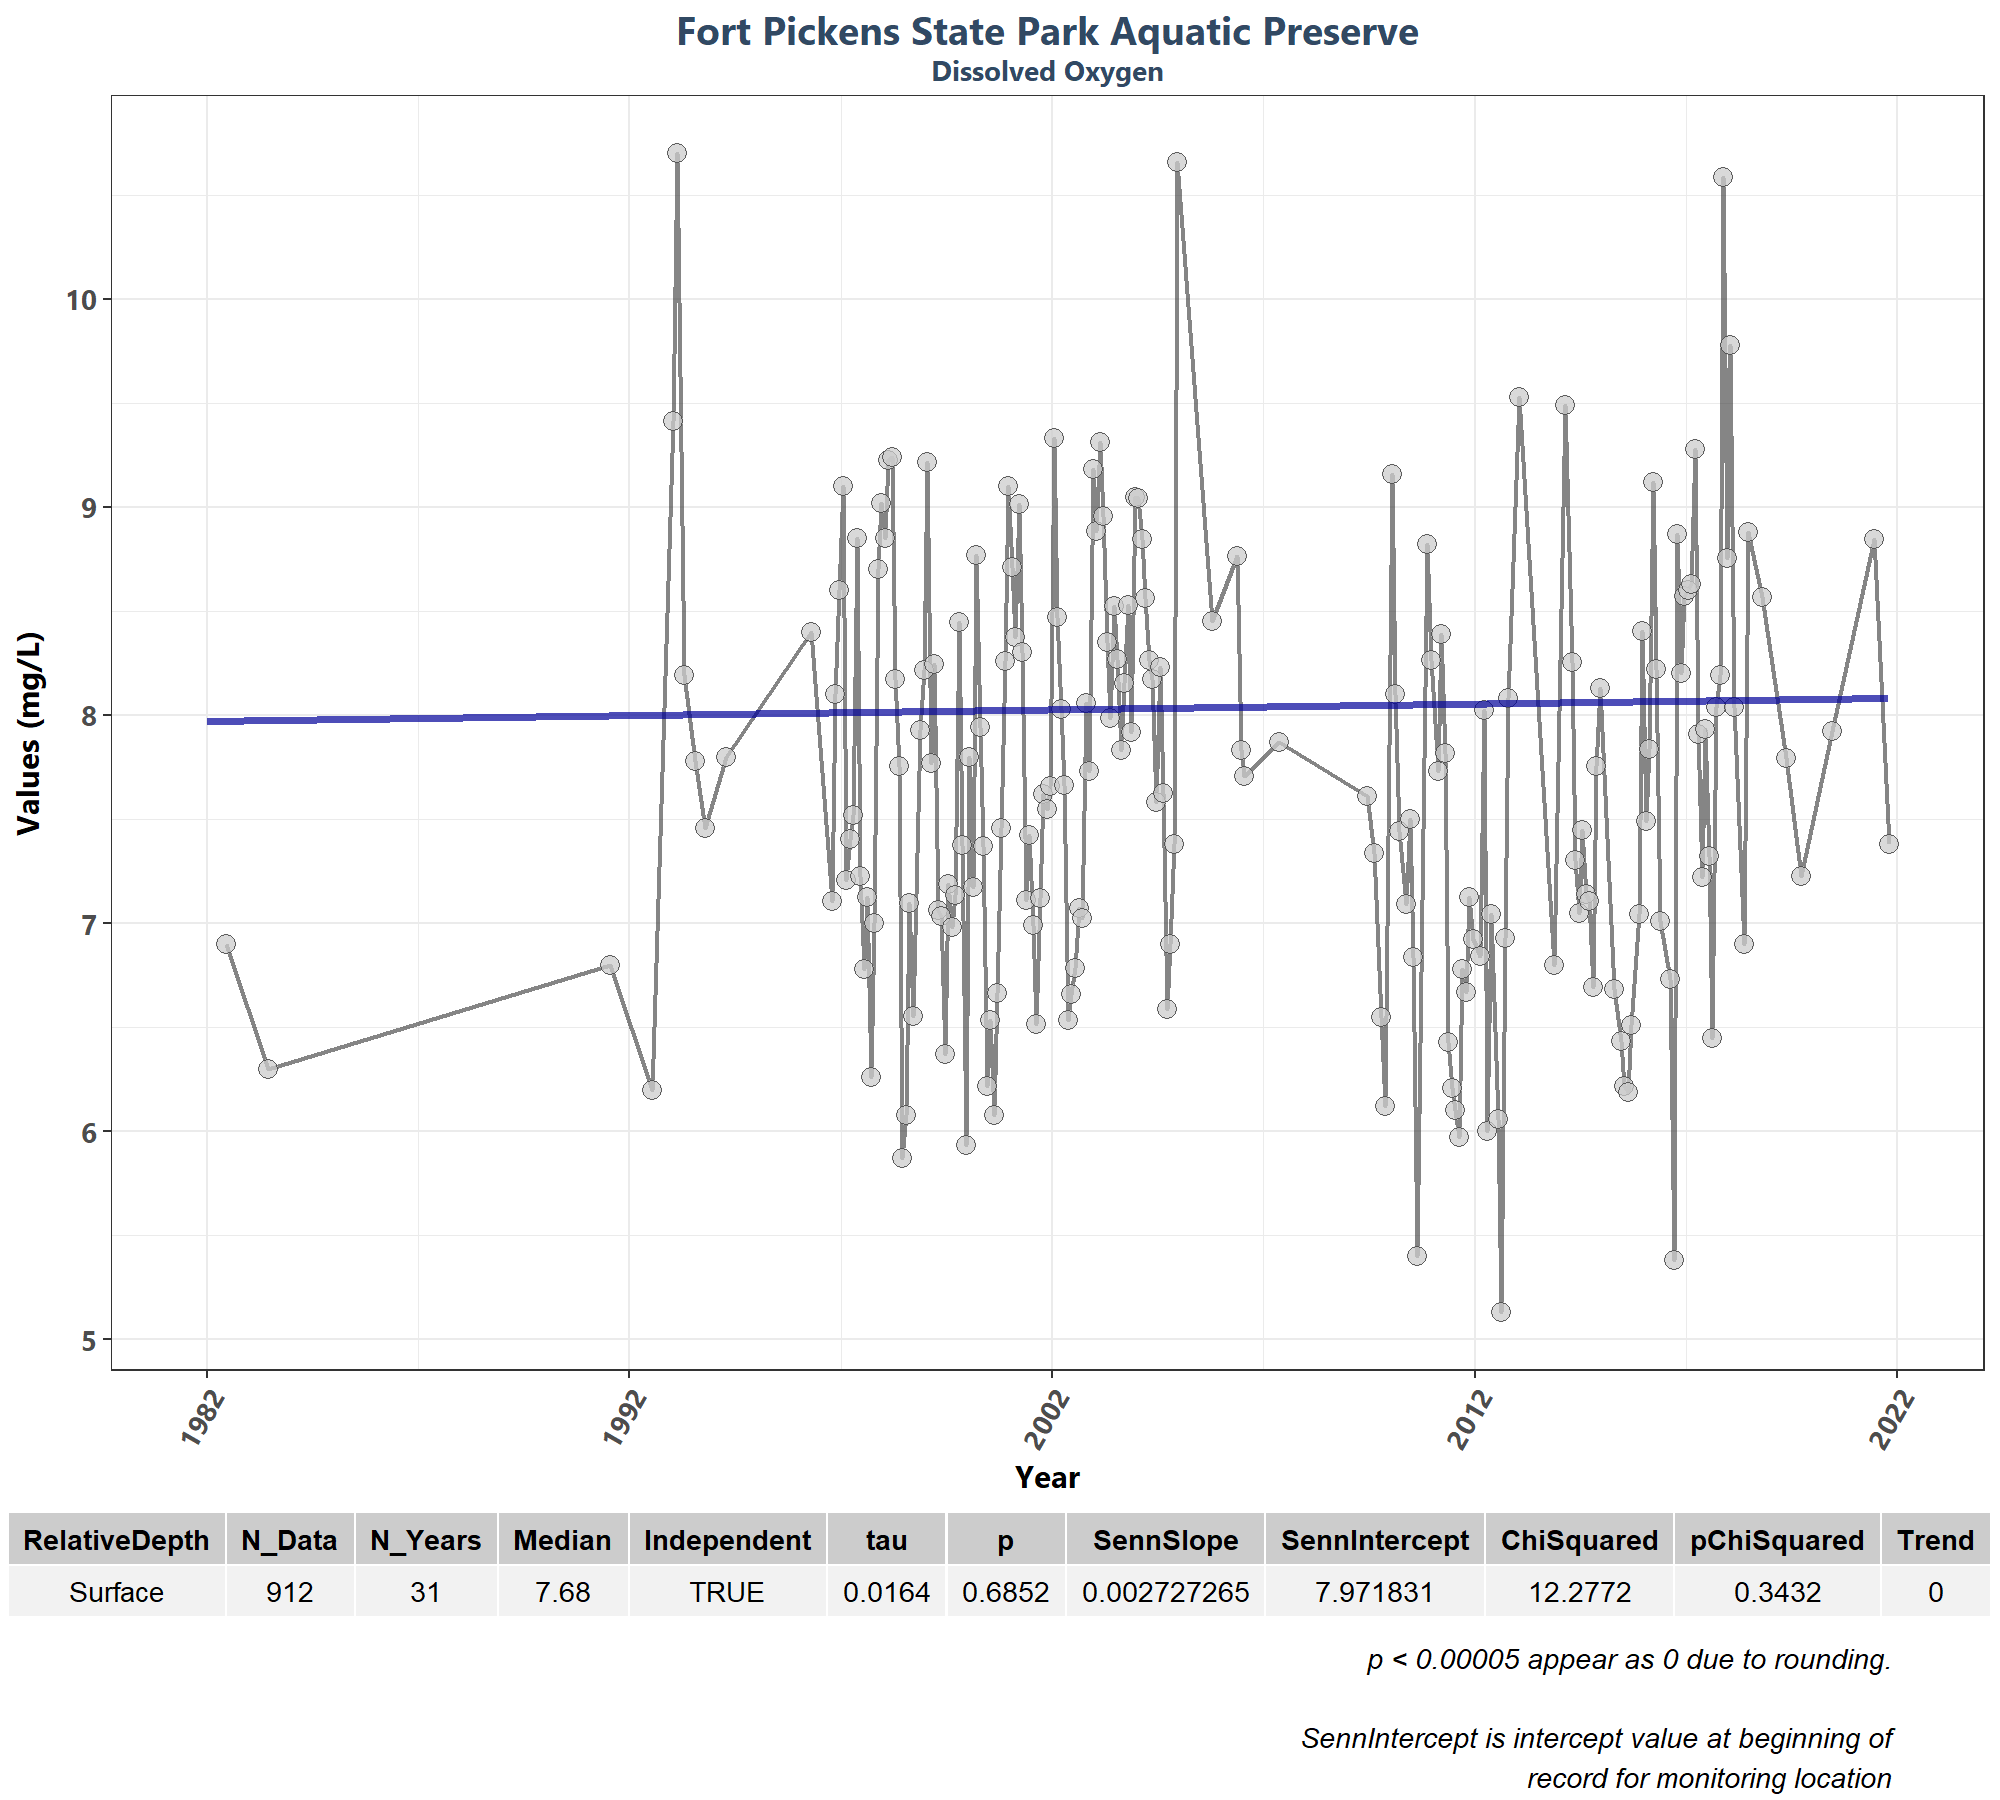 Fort Pickens State Park Aquatic Preserve
Dissolved Oxygen
Values (mg/L)
10
9
8
7
6
5
1982
1992
2002
2012
2022
Year
RelativeDepth N_Data N_Years Median Independent tau p SennSlope SennIntercept ChiSquared pChiSquared Trend
Surface 912 31 7.68 TRUE 0.0164 0.6852 0.002727265 7.971831 12.2772 0.3432 0
p < 0.00005 appear as 0 due to rounding.
SennIntercept is intercept value at beginning of
record for monitoring location